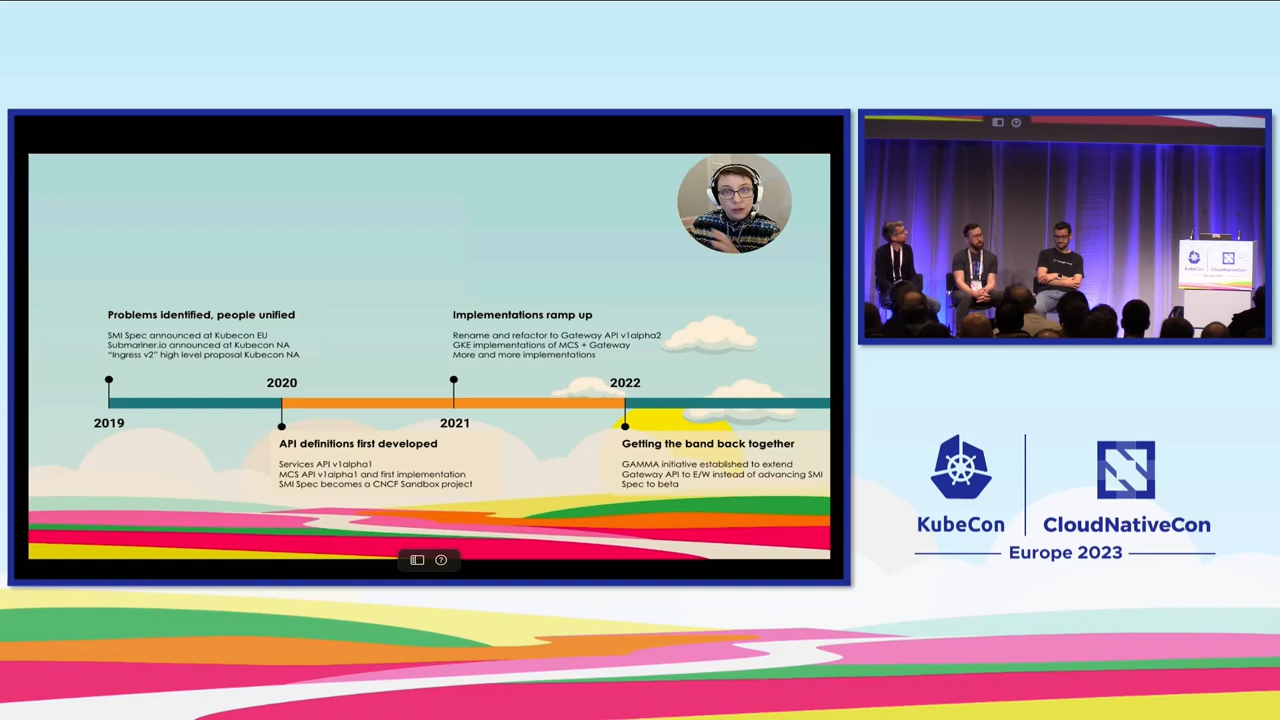 Problems identified, people unified
SMI Spec announced at Kubecon EU
Submariner.io announced at Kubecon NA
“Ingress v2” high level proposal Kubecon NA
Implementations ramp up
Rename and refactor to Gateway API v1alpha2
GKE implementations of MCS + Gateway
More and more implementations
2020
2022
2019
2021
API definitions first developed
Services API v1alpha1
MCS API v1alpha1 and first implementation
SMI Spec becomes a CNCF Sandbox project
Getting the band back together
GAMMA initiative established to extend
Gateway API to E/W instead of advancing SMI
Spec to beta
KubeCon
CloudNativeCon
KubeCon
CloudNativeCon
Europe 2023